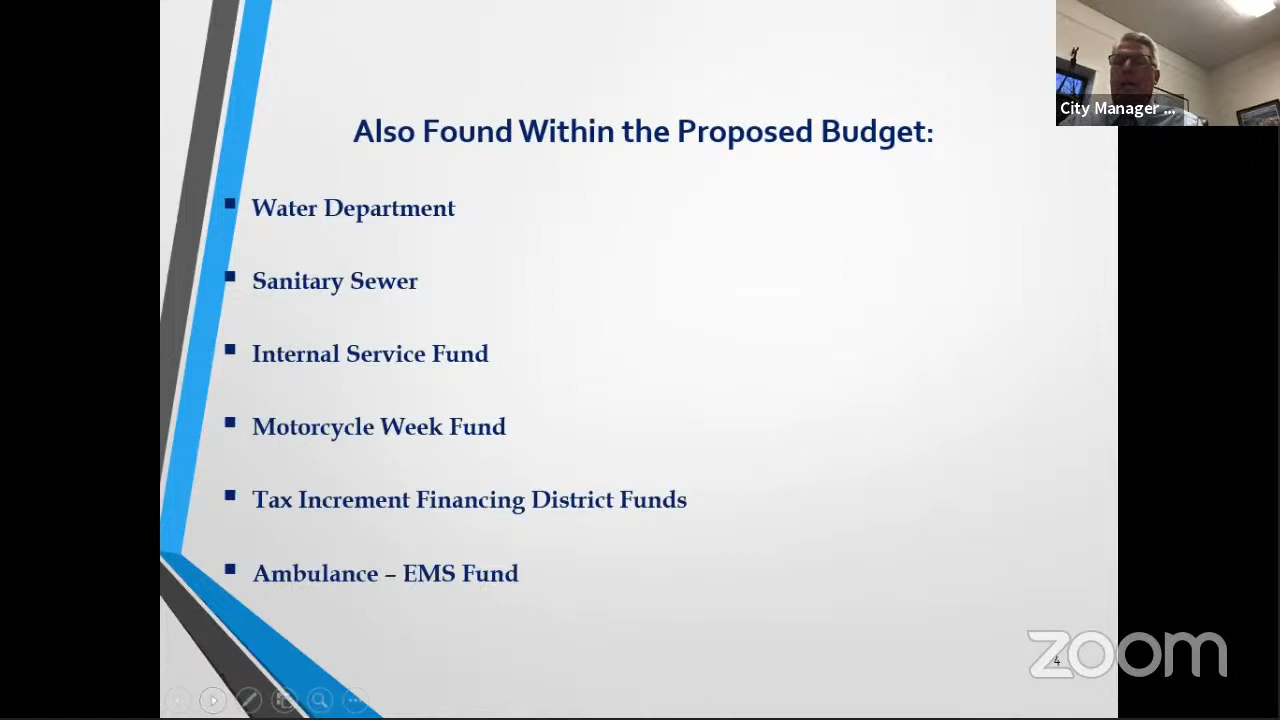 City Manager ...
Also Found Within the Proposed Budget:
Water Department
Sanitary Sewer
Internal Service Fund
Motorcycle Week Fund
Tax Increment Financing District Funds
Ambulance – EMS Fund
4
zoom